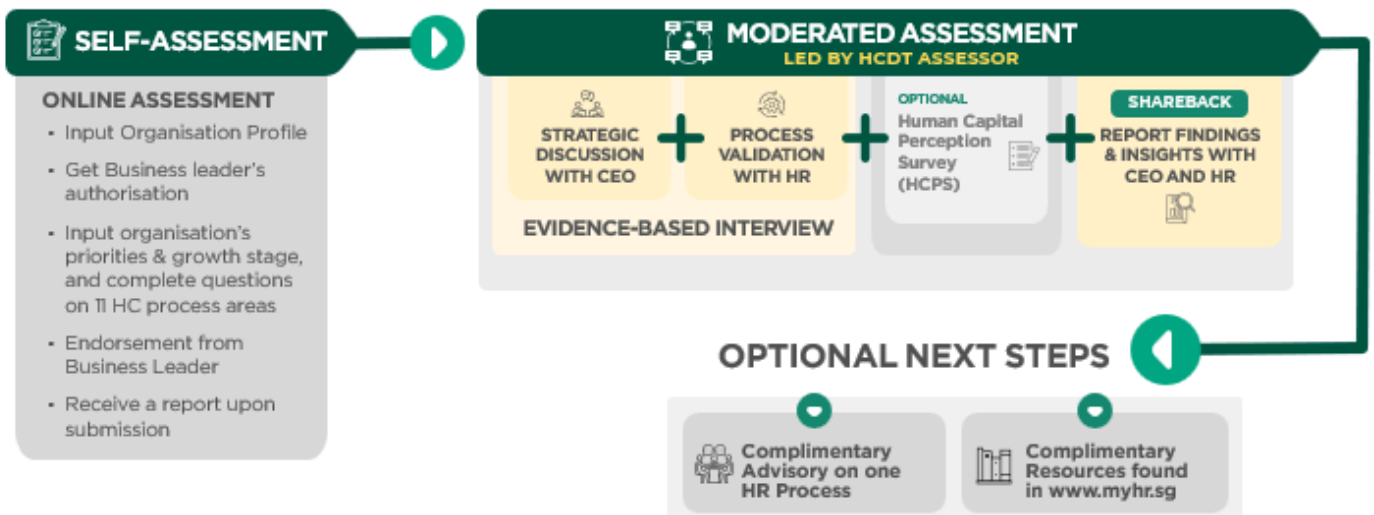 SELF-ASSESSMENT
ONLINE ASSESSMENT
• Input Organisation Profile
• Get Business leader's
authorisation
• Input organisation's
priorities & growth stage,
and complete questions
on 11 HC process areas
• Endorsement from
Business Leader
• Receive a report upon
submission
MODERATED ASSESSMENT
LED BY HCDT ASSESSOR
STRATEGIC
DISCUSSION
WITH CEO
PROCESS
VALIDATION
WITH HR
EVIDENCE-BASED INTERVIEW
OPTIONAL
Human Capital
Perception
Survey
(HCPS)
SHAREBACK
REPORT FINDINGS
& INSIGHTS WITH
CEO AND HR
OPTIONAL NEXT STEPS
Complimentary
Advisory on one
HR Process
Complimentary
Resources found
in www.myhr.sg